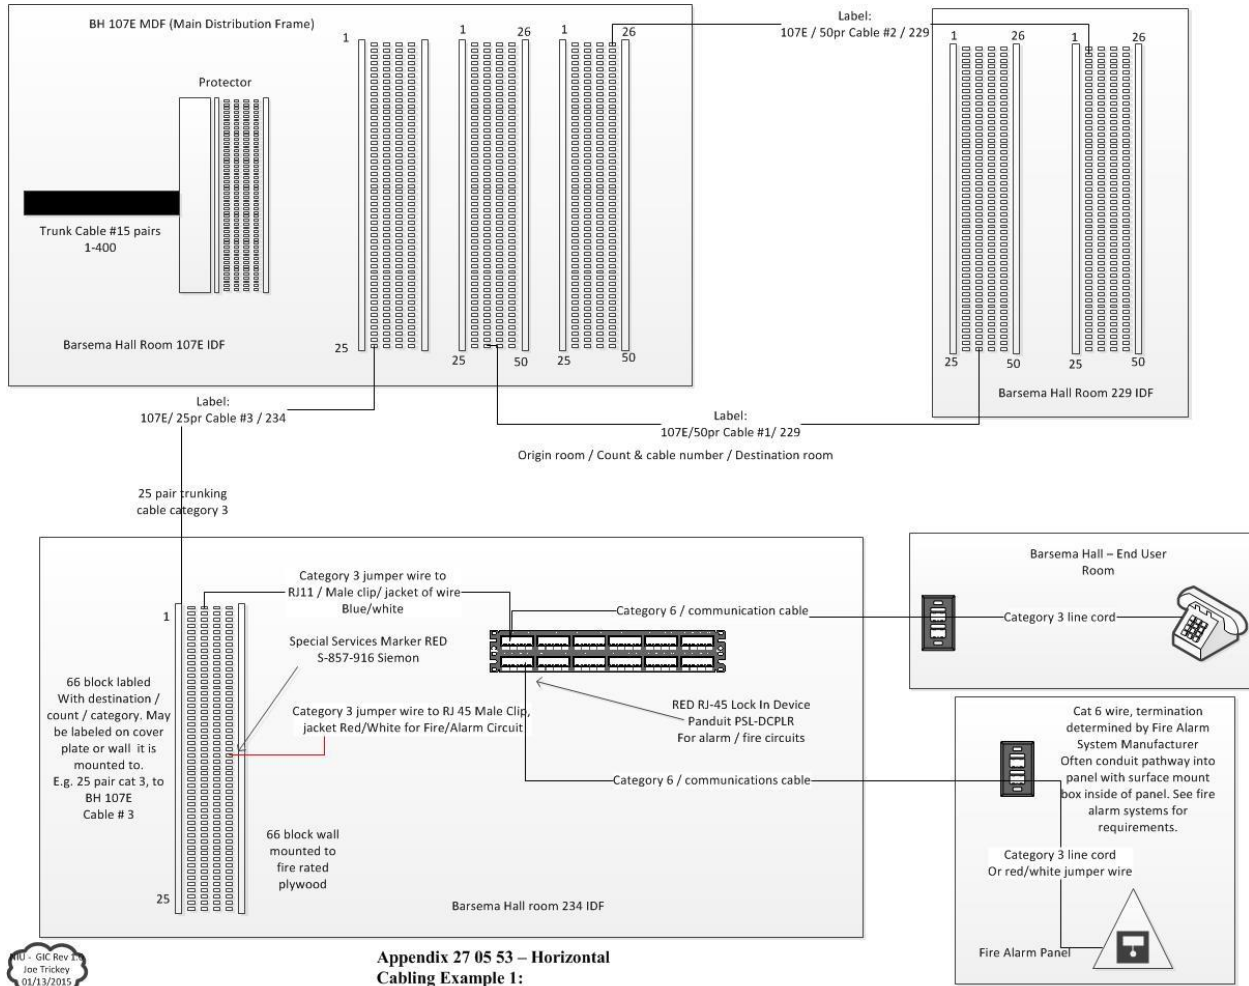 BH 107E MDF (Main Distribution Frame)
Protector
Trunk Cable #15 pairs
1-400
Barsema Hall Room 107E IDF
1
25
1
26
25
50
1
26
25
50
Label:
107E / 50pr Cable #2 / 229
1
26
25
50
1
26
25
50
Barsema Hall Room 229 IDF
Label:
107E/ 25pr Cable #3 / 234
Label:
107E/50pr Cable #1/ 229
Origin room / Count & cable number / Destination room
25 pair trunking
cable category 3
1
25
66 block labled
With destination /
count / category. May
be labeled on cover
plate or wall it is
mounted to.
E.g. 25 pair cat 3, to
BH 107E
Cable # 3
Category 3 jumper wire to
RJ11 / Male clip/ jacket of wire
Blue/white
Special Services Marker RED
S-857-916 Siemon
Category 3 jumper wire to RJ 45 Male Clip,
jacket Red/White for Fire/Alarm Circuit
66 block wall
mounted to
fire rated
plywood
Category 6 / communication cable
RED RJ-45 Lock In Device
Panduit PSL-DCPLR
For alarm / fire circuits
Category 6 / communications cable
Barsema Hall room 234 IDF
Barsema Hall – End User
Room
Category 3 line cord
Cat 6 wire, termination
determined by Fire Alarm
System Manufacturer
Often conduit pathway into
panel with surface mount
box inside of panel. See fire
alarm systems for
requirements.
Category 3 line cord
Or red/white jumper wire
Fire Alarm Panel
NIU - GIC Rev 1.0
Joe Trickey
01/13/2015
Appendix 27 05 53 – Horizontal
Cabling Example 1: